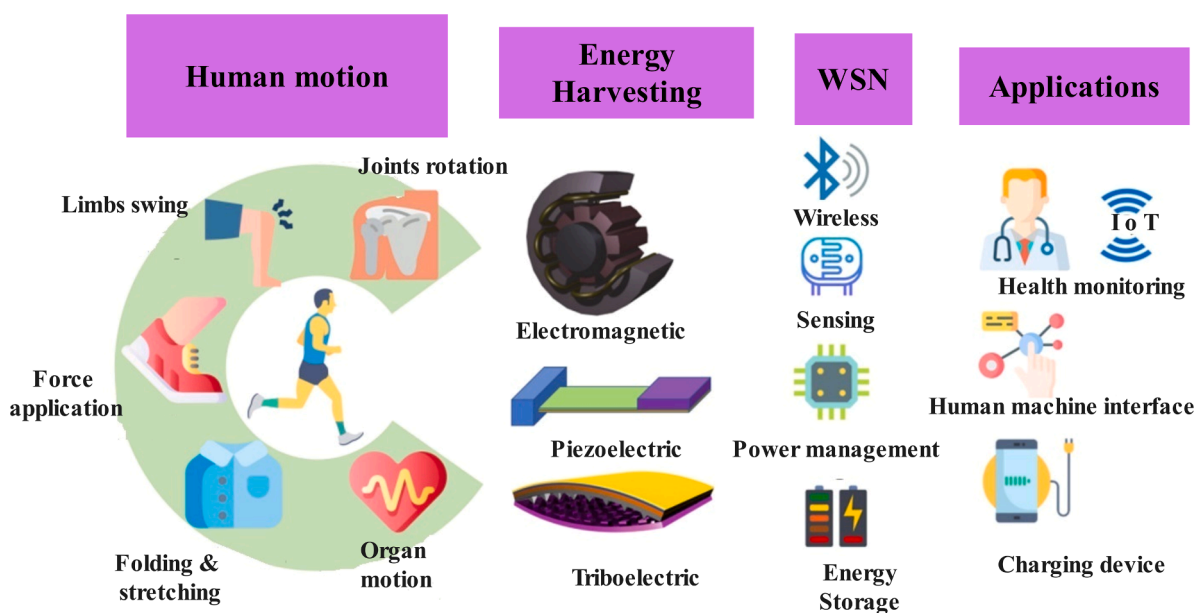 Human motion
Joints rotation
Limbs swing
Force
application
Folding &
stretching
Organ
motion
Energy
Harvesting
Electromagnetic
Piezoelectric
Triboelectric
WSN
Wireless
Sensing
Power management
Energy
Storage
Applications
I o T
Health monitoring
Human machine interface
Charging device